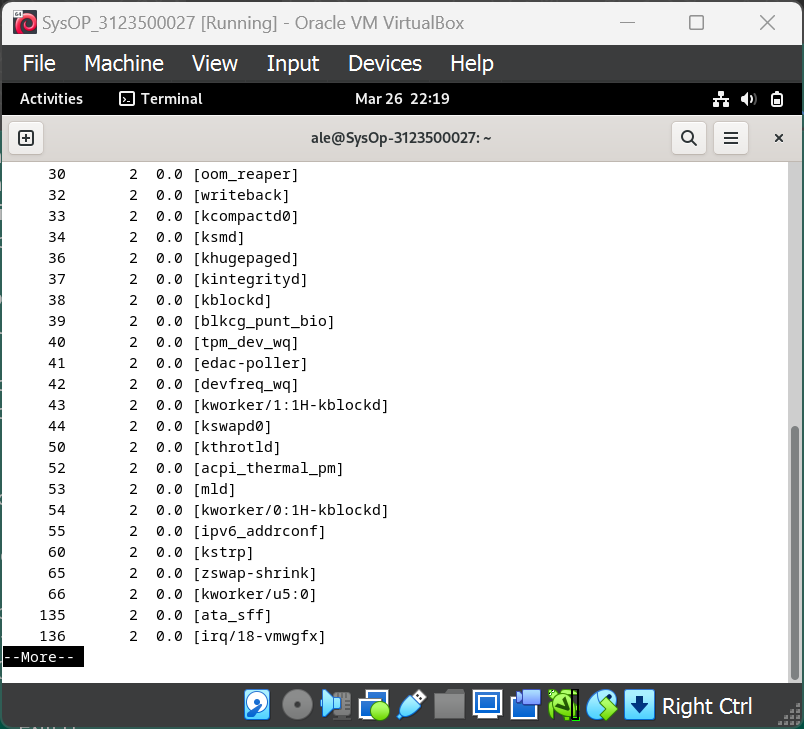 SysOP_3123500027 [Running] - Oracle VM VirtualBox
File Machine View Input Devices Help
Activities Terminal Mar 26 22:19
ale@SysOp-3123500027: ~
30 2 0.0 [oom_reaper]
32 2 0.0 [writeback]
33 2 0.0 [kcompactd0]
34 2 0.0 [ksmd]
36 2 0.0 [khugepaged]
37 2 0.0 [kintegrityd]
38 2 0.0 [kblockd]
39 2 0.0 [blkcg_punt_bio]
40 2 0.0 [tpm_dev_wq]
41 2 0.0 [edac-poller]
42 2 0.0 [devfreq_wq]
43 2 0.0 [kworker/1:1H-kblockd]
44 2 0.0 [kswapd0]
50 2 0.0 [kthrotld]
52 2 0.0 [acpi_thermal_pm]
53 2 0.0 [mld]
54 2 0.0 [kworker/0:1H-kblockd]
55 2 0.0 [ipv6_addrconf]
60 2 0.0 [kstrp]
65 2 0.0 [zswap-shrink]
66 2 0.0 [kworker/u5:0]
135 2 0.0 [ata_sff]
136 2 0.0 [irq/18-vmwgfx]
--More--
Right Ctrl